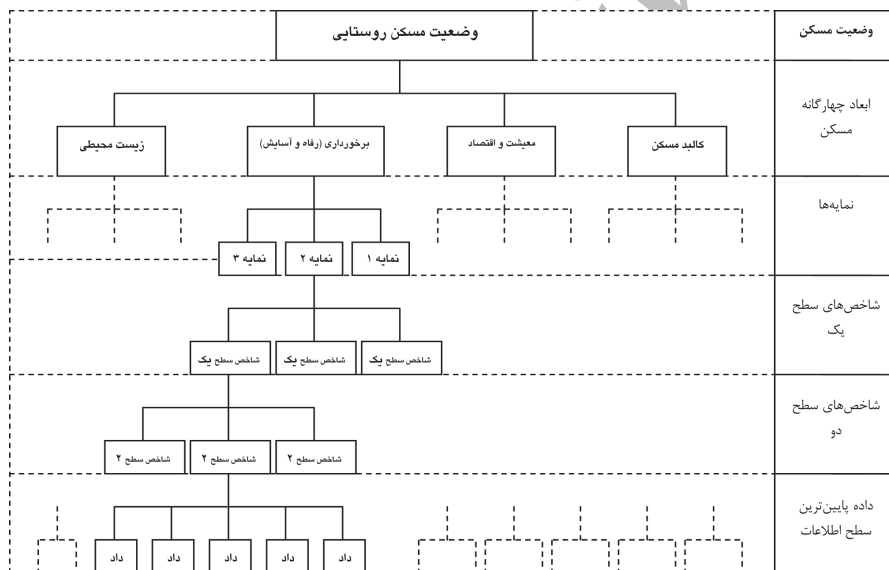 وضعیت مسکن
وضعیت مسکن روستایی
ابعاد چهارگانه
مسکن
کالبد مسکن
معیشت و اقتصاد
برخورداری (رفاه و آسایش)
زیست محیطی
نمایه‌ها
نمایه ۱
نمایه ۲
نمایه ۳
شاخص‌های سطح
یک
شاخص سطح یک
شاخص سطح یک
شاخص سطح یک
شاخص‌های سطح
دو
شاخص سطح ۲
شاخص سطح ۲
شاخص سطح ۲
داده پایین‌ترین
سطح اطلاعات
داد
داد
داد
داد
داد